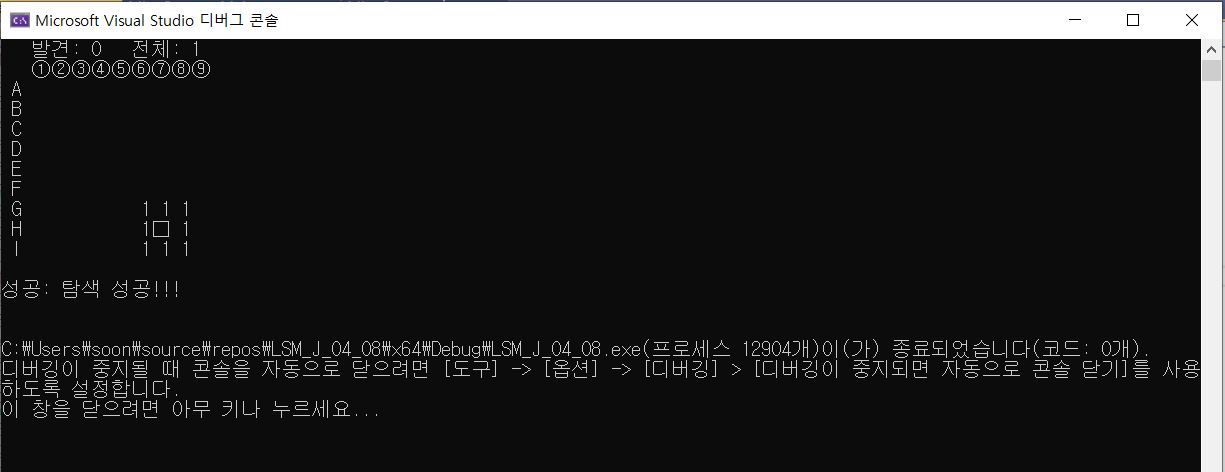 Microsoft Visual Studio 디버그 콘솔
발견: 0 전체: 1
①②③④⑤⑥⑦⑧⑨
A
B
C
D
E
F
G 1 1 1
H 1□ 1
I 1 1 1
성공: 탐색 성공!!!
C:₩Users₩soon₩source₩repos₩LSM_J_04_08₩x64₩Debug₩LSM_J_04_08.exe(프로세스 12904개)이(가) 종료되었습니다(코드: 0개).
디버깅이 중지될 때 콘솔을 자동으로 닫으려면 [도구] -> [옵션] -> [디버깅] > [디버깅이 중지되면 자동으로 콘솔 닫기]를 사용
하도록 설정합니다.
이 창을 닫으려면 아무 키나 누르세요...